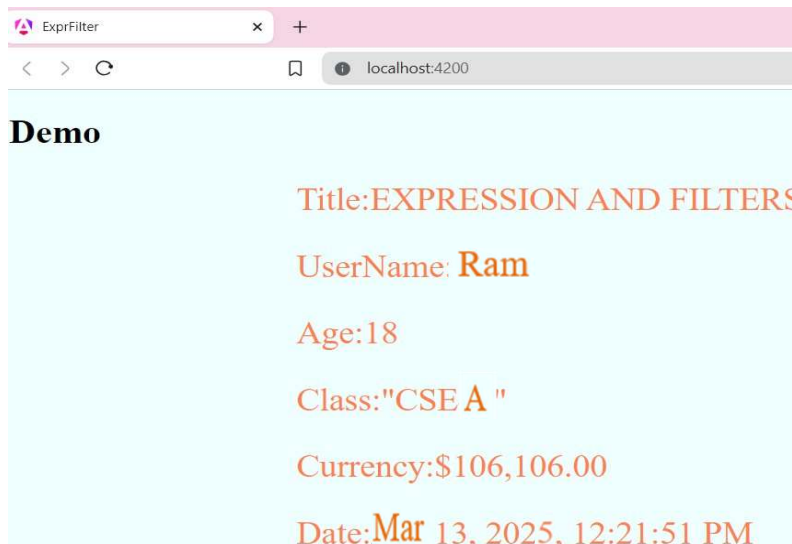 ExprFilter
localhost:4200
Demo
Title:EXPRESSION AND FILTERS
UserName: Ram
Age:18
Class:"CSE A "
Currency:$106,106.00
Date:Mar 13, 2025, 12:21:51 PM